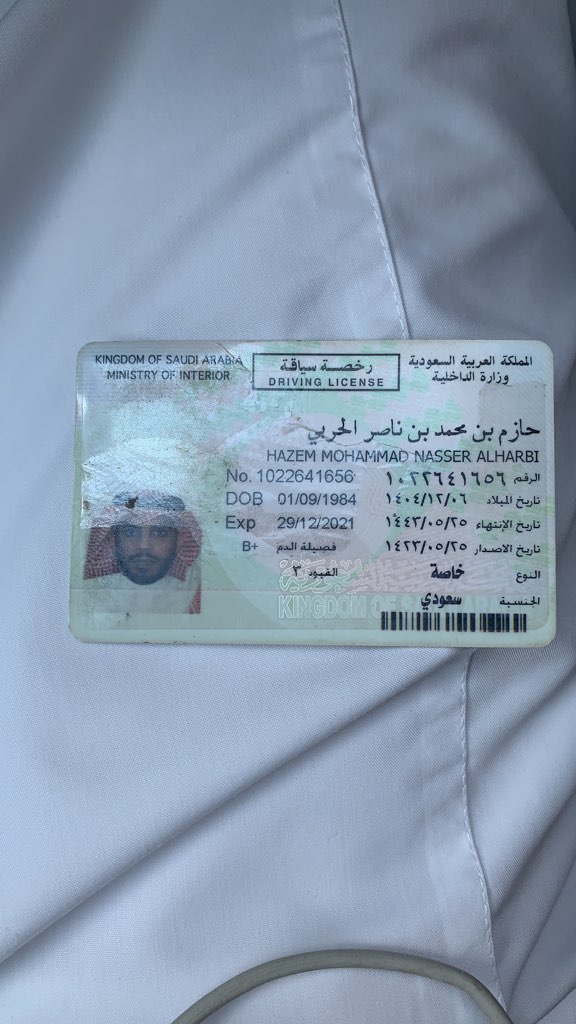 KINGDOM OF SAUDI ARABIA
MINISTRY OF INTERIOR
رخصة سياقة
DRIVING LICENSE
المملكة العربية السعودية
وزارة الداخلية
حازم بن محمد بن ناصر الحربي
HAZEM MOHAMMAD NASSER ALHARBI
No. 1022641656 الرقم ١٠٢٢٦٤١٦٥٦
DOB 01/09/1984 تاريخ الميلاد ١٤٠٤/١٢/٠٦
Exp 29/12/2021 تاريخ الإنتهاء ١٤٤٣/٠٥/٢٥
B+ فصيلة الدم تاريخ الاصدار ١٤٢٣/٠٥/٢٥
النوع خاصة القيود ٣
الجنسية سعودي
KINGDOM OF